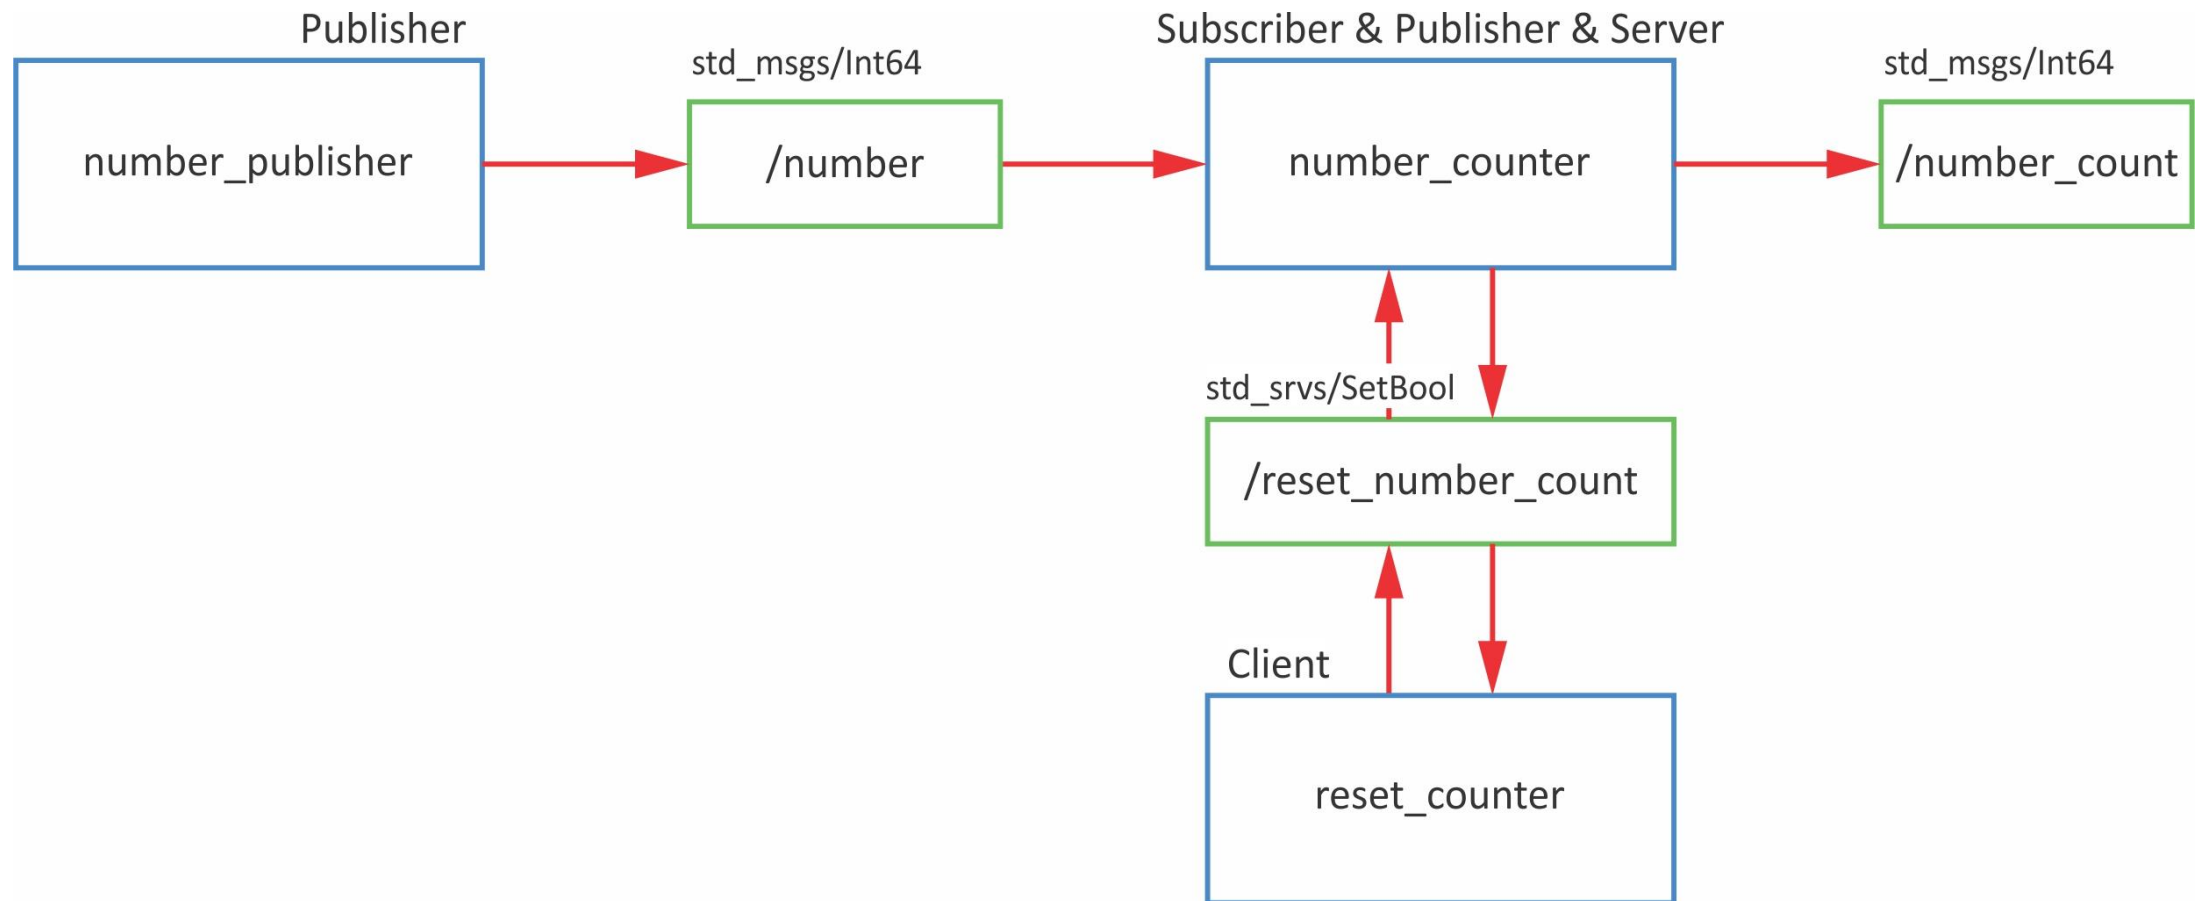 Publisher
Subscriber & Publisher & Server
std_msgs/Int64
std_msgs/Int64
number_publisher
/number
number_counter
/number_count
std_srvs/SetBool
/reset_number_count
Client
reset_counter